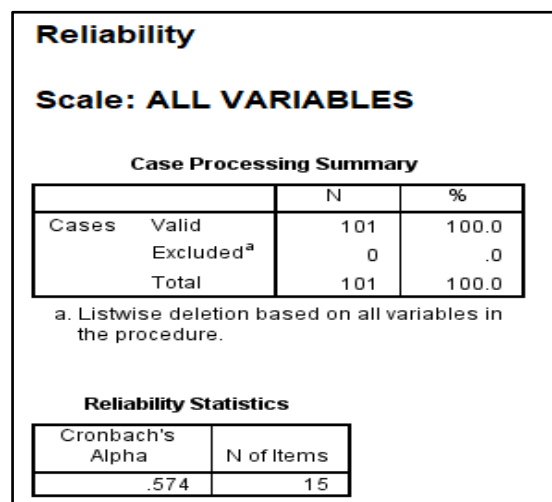 Reliability
Scale: ALL VARIABLES
Case Processing Summary
N %
Cases Valid 101 100.0
Excludedᵃ 0 .0
Total 101 100.0
a. Listwise deletion based on all variables in
the procedure.
Reliability Statistics
Cronbach's
Alpha N of Items
.574 15